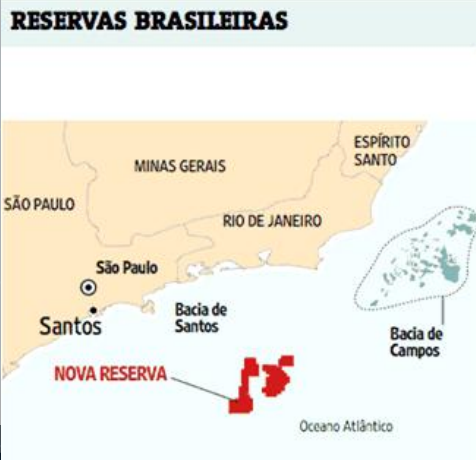 RESERVAS BRASILEIRAS
ESPÍRITO
SANTO
MINAS GERAIS
SÃO PAULO
RIO DE JANEIRO
São Paulo
Bacia de
Santos
Santos
Bacia de
Campos
NOVA RESERVA
Oceano Atlântico